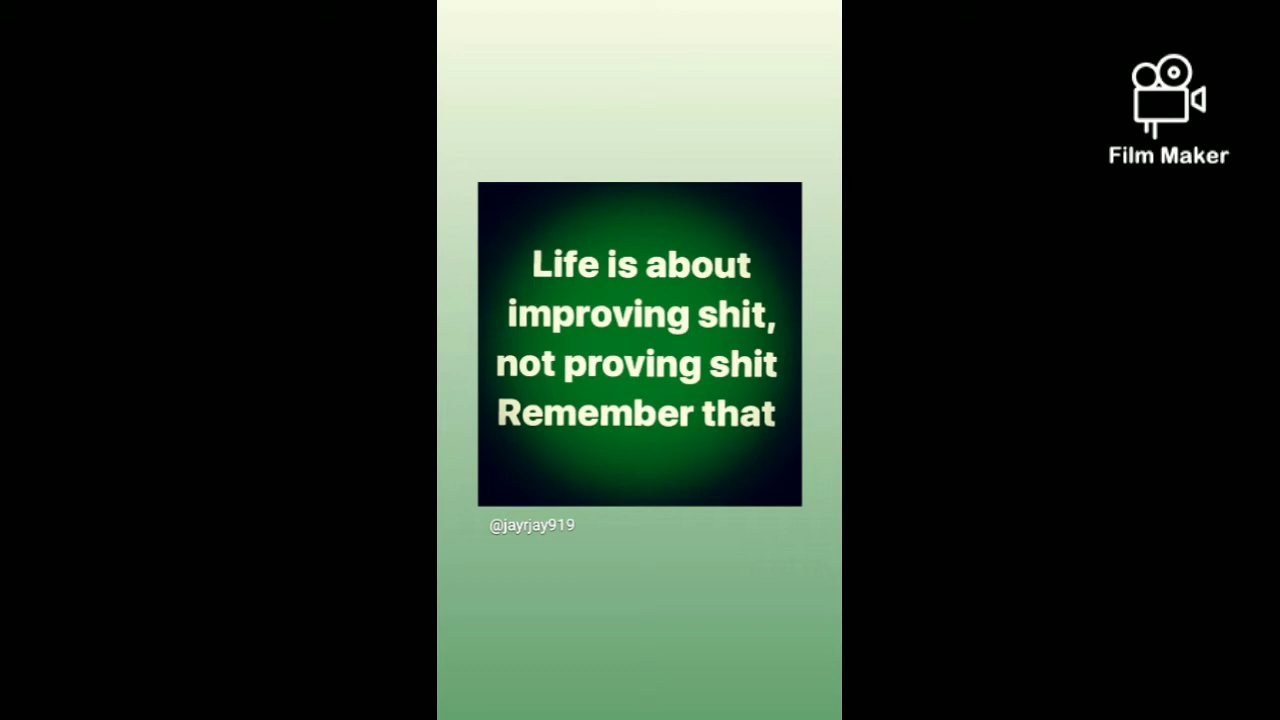 Film Maker
Life is about
improving shit,
not proving shit
Remember that
@jayrjay919